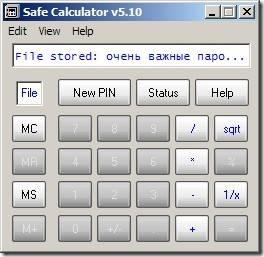 Safe Calculator v5.10
Edit View Help
File stored: очень важные паро...
File New PIN Status Help
MC 7 8 9 / sqrt
MR 4 5 6 * %
MS 1 2 3 - 1/x
M+ 0 +/- . + =